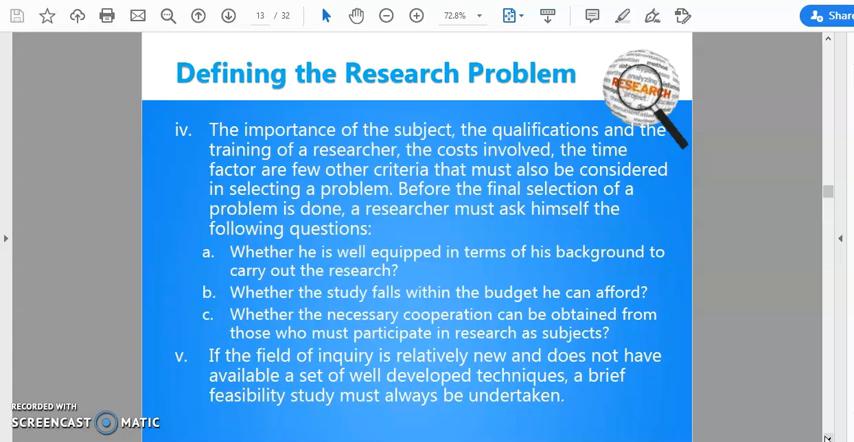 13 / 32
72.8%
Share
Defining the Research Problem
RESEARCH
analyzing
project
iv. The importance of the subject, the qualifications and the
training of a researcher, the costs involved, the time
factor are few other criteria that must also be considered
in selecting a problem. Before the final selection of a
problem is done, a researcher must ask himself the
following questions:
a. Whether he is well equipped in terms of his background to
carry out the research?
b. Whether the study falls within the budget he can afford?
c. Whether the necessary cooperation can be obtained from
those who must participate in research as subjects?
v. If the field of inquiry is relatively new and does not have
available a set of well developed techniques, a brief
feasibility study must always be undertaken.
RECORDED WITH
SCREENCAST MATIC